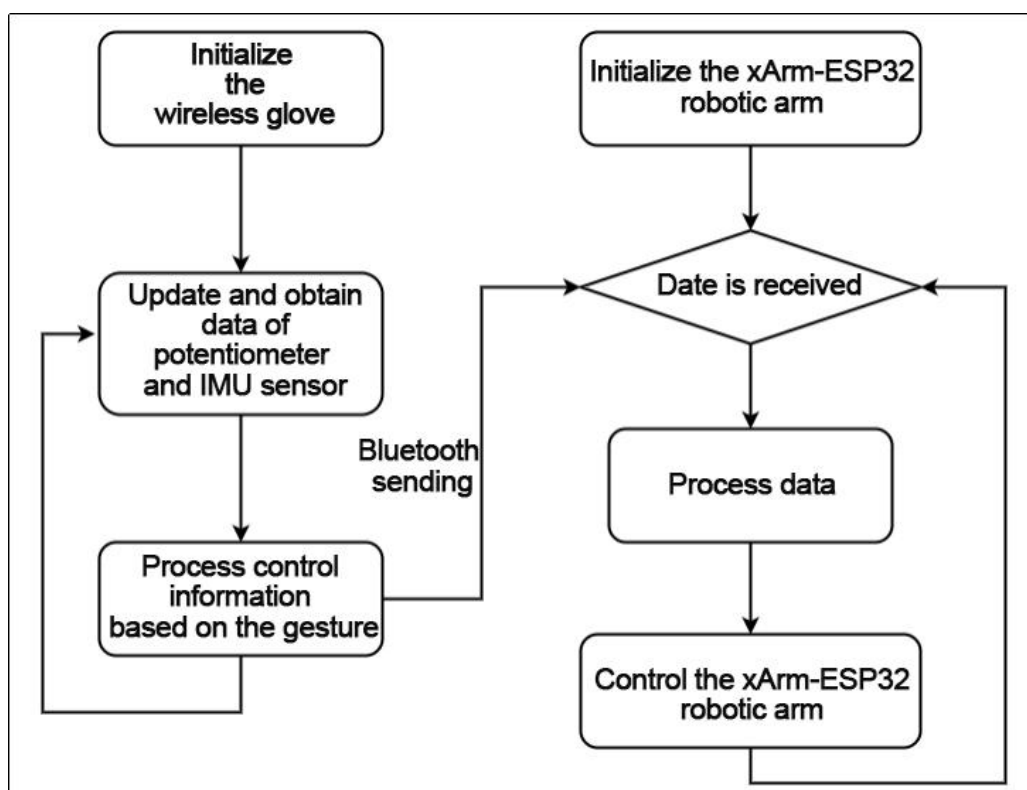 Initialize
the
wireless glove
Update and obtain
data of
potentiometer
and IMU sensor
Process control
information
based on the gesture
Bluetooth
sending
Initialize the xArm-ESP32
robotic arm
Date is received
Process data
Control the xArm-ESP32
robotic arm